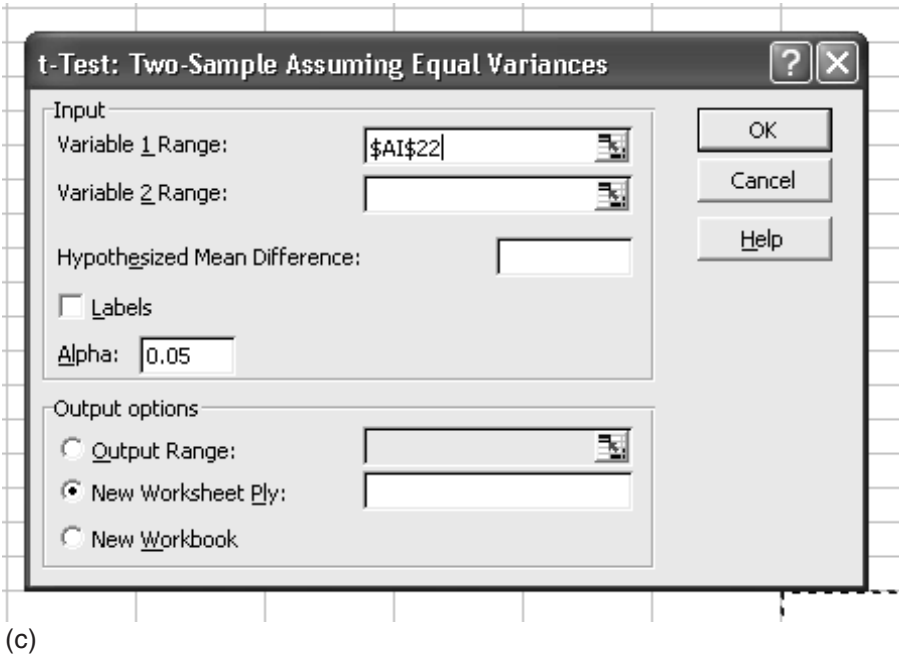 t-Test: Two-Sample Assuming Equal Variances
Input
Variable 1 Range:
$AI$22
Variable 2 Range:
Hypothesized Mean Difference:
Labels
Alpha:
0.05
OK
Cancel
Help
Output options
Output Range:
New Worksheet Ply:
New Workbook
(c)